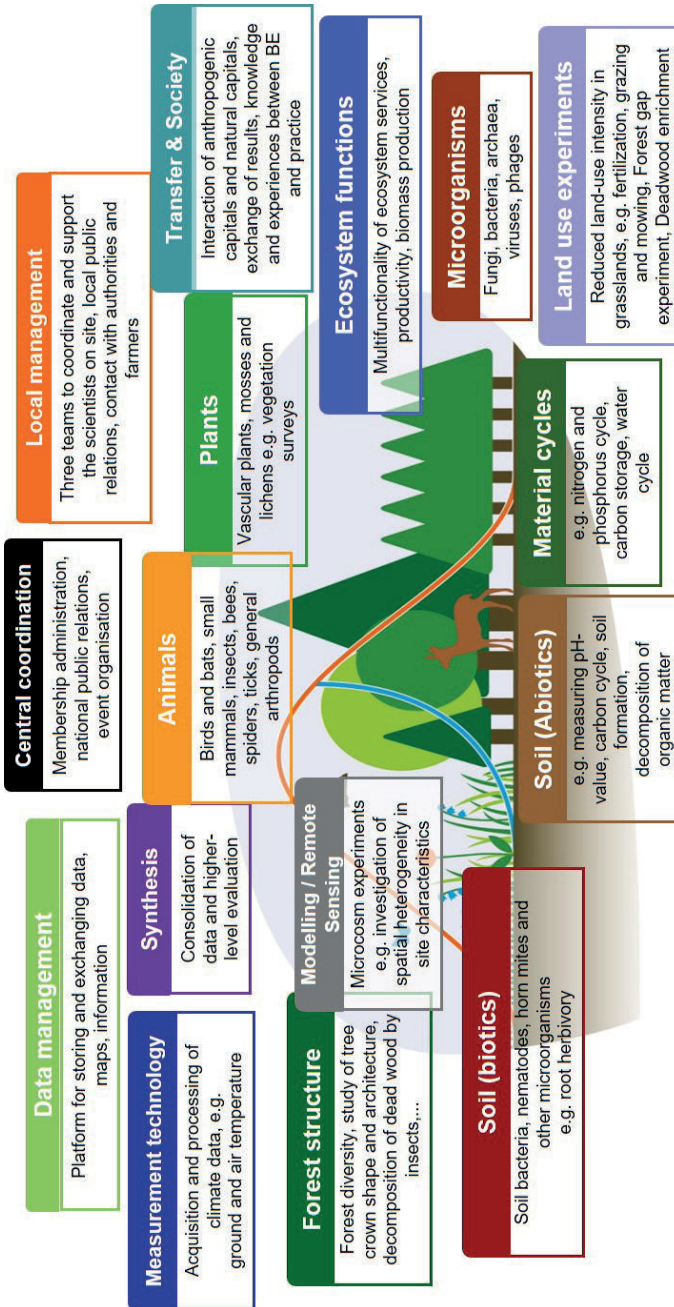 Data management
Platform for storing and exchanging data,
maps, information
Central coordination
Membership administration,
national public relations,
event organisation
Local management
Three teams to coordinate and support
the scientists on site, local public
relations, contact with authorities and
farmers
Measurement technology
Acquisition and processing of
climate data, e.g.
ground and air temperature
Synthesis
Consolidation of
data and higher-
level evaluation
Animals
Birds and bats, small
mammals, insects, bees,
spiders, ticks, general
arthropods
Plants
Vascular plants, mosses and
lichens e.g. vegetation
surveys
Transfer & Society
Interaction of anthropogenic
capitals and natural capitals,
exchange of results, knowledge
and experiences between BE
and practice
Forest structure
Forest diversity, study of tree
crown shape and architecture,
decomposition of dead wood by
insects,...
Modelling / Remote
Sensing
Microcosm experiments
e.g. investigation of
spatial heterogeneity in
site characteristics
Ecosystem functions
Multifunctionality of ecosystem services,
productivity, biomass production
Microorganisms
Fungi, bacteria, archaea,
viruses, phages
Soil (biotics)
Soil bacteria, nematodes, horn mites and
other microorganisms
e.g. root herbivory
Soil (Abiotics)
e.g. measuring pH-
value, carbon cycle, soil
formation,
decomposition of
organic matter
Material cycles
e.g. nitrogen and
phosphorus cycle,
carbon storage, water
cycle
Land use experiments
Reduced land-use intensity in
grasslands, e.g. fertilization, grazing
and mowing, Forest gap
experiment, Deadwood enrichment